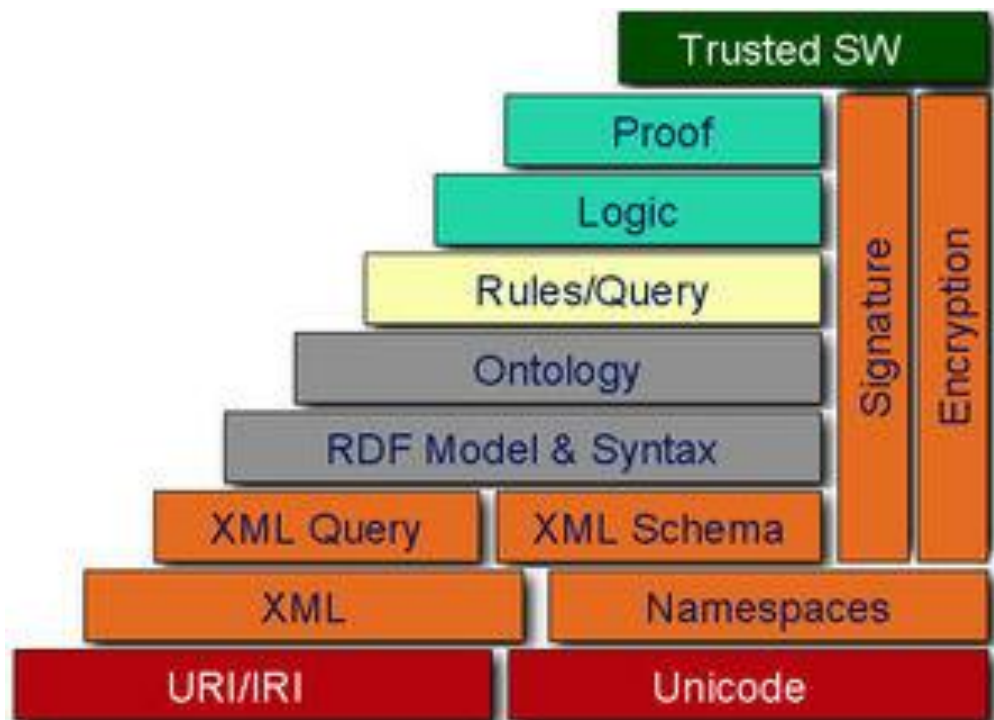 Trusted SW
Proof
Logic
Rules/Query
Ontology
RDF Model & Syntax
Signature
Encryption
XML Query
XML Schema
XML
Namespaces
URI/IRI
Unicode